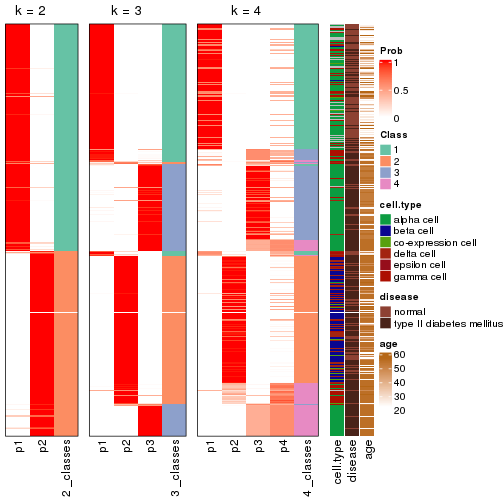 k = 2
k = 3
k = 4
p1
p2
2_classes
p1
p2
p3
3_classes
p1
p2
p3
p4
4_classes
cell.type
disease
age
Prob
1
0.5
0
Class
1
2
3
4
cell.type
alpha cell
beta cell
co-expression cell
delta cell
epsilon cell
gamma cell
disease
normal
type II diabetes mellitus
age
60
50
40
30
20